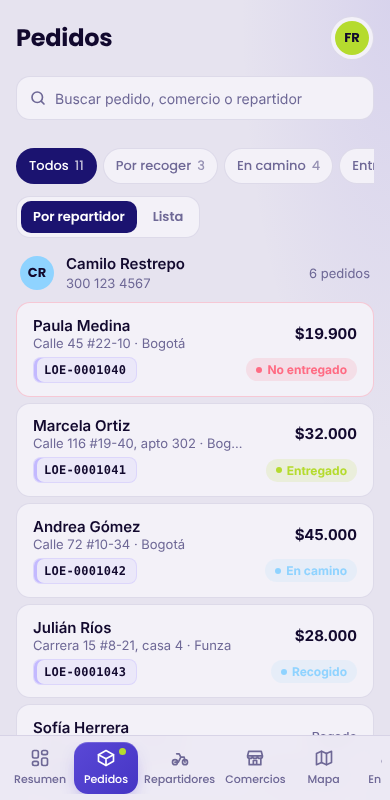 Pedidos
FR
Buscar pedido, comercio o repartidor
Todos 11
Por recoger 3
En camino 4
Por repartidor
Lista
CR
Camilo Restrepo
300 123 4567
6 pedidos
Paula Medina
Calle 45 #22-10 · Bogotá
$19.900
LOE-0001040
No entregado
Marcela Ortiz
Calle 116 #19-40, apto 302 · Bog...
$32.000
LOE-0001041
Entregado
Andrea Gómez
Calle 72 #10-34 · Bogotá
$45.000
LOE-0001042
En camino
Julián Ríos
Carrera 15 #8-21, casa 4 · Funza
$28.000
LOE-0001043
Recogido
Sofía Herrera
Resumen
Pedidos
Repartidores
Comercios
Mapa
En